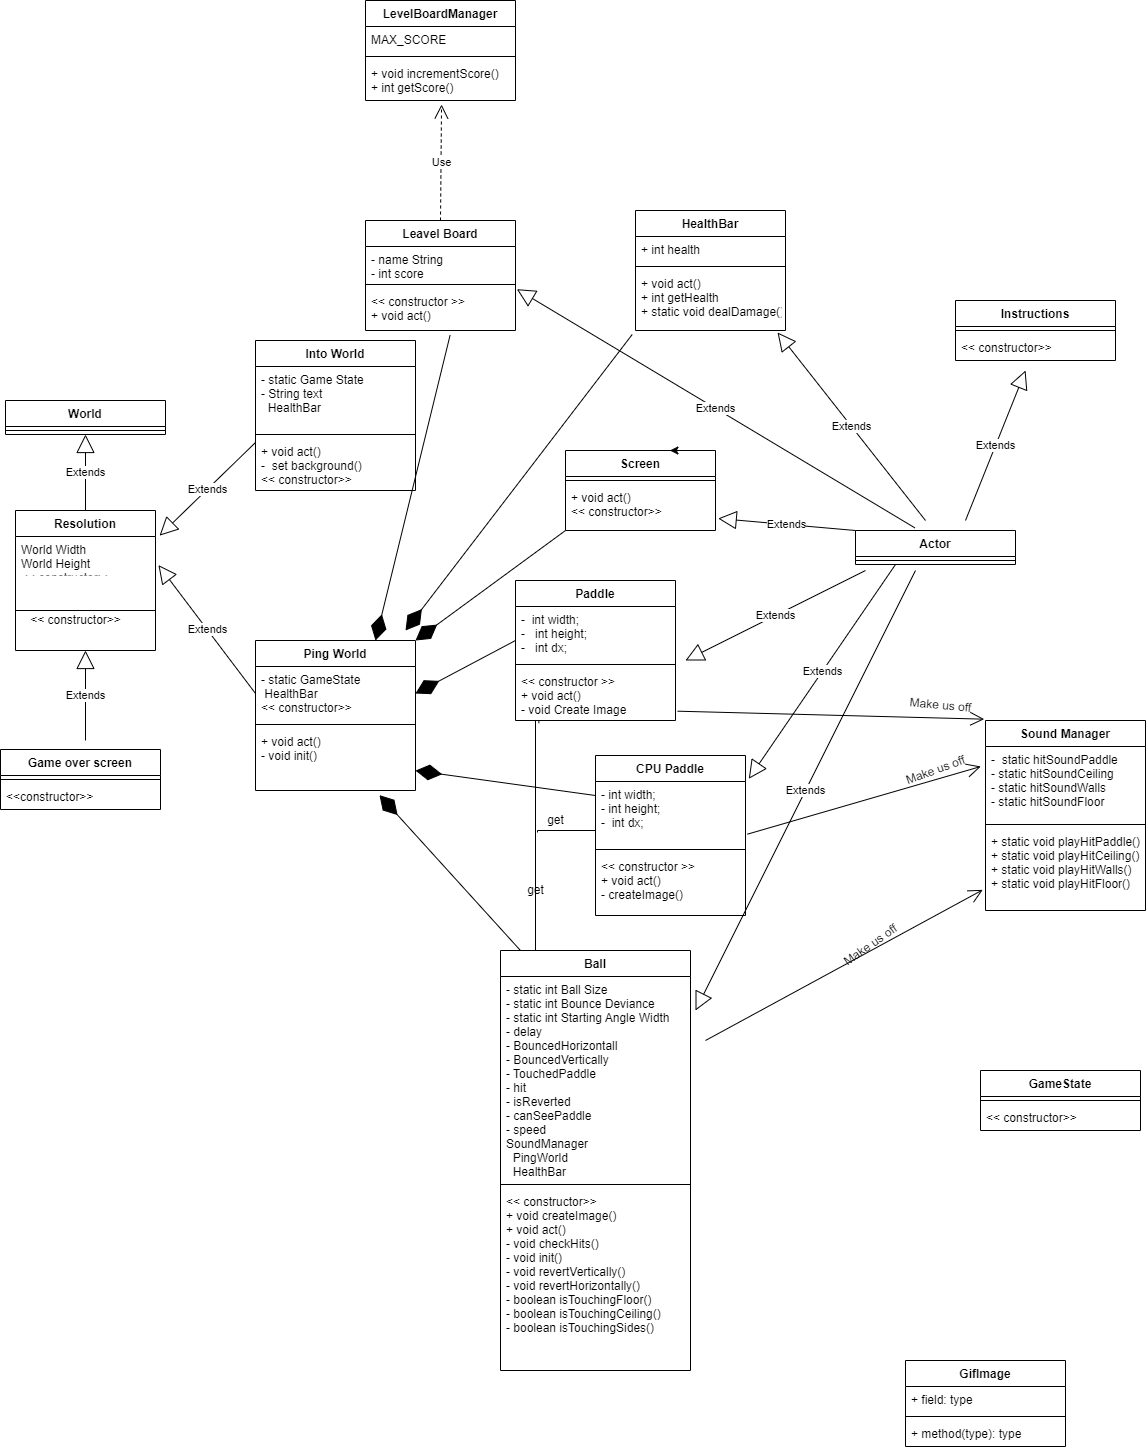 LevelBoardManager
MAX_SCORE
+ void incrementScore()
+ int getScore()
Use
Leavel Board
- name String
- int score
<< constructor >>
+ void act()
HealthBar
+ int health
+ void act()
+ int getHealth
+ static void dealDamage(
Instructions
<< constructor>>
Into World
- static Game State
- String text
HealthBar
+ void act()
- set background()
<< constructor>>
World
Extends
Extends
Extends
Extends
Extends
Screen
+ void act()
<< constructor>>
Extends
Resolution
World Width
World Height
<< constructor>>
Actor
Extends
Paddle
- int width;
- int height;
- int dx;
<< constructor >>
+ void act()
- void Create Image
Extends
Extends
Ping World
- static GameState
HealthBar
<< constructor>>
+ void act()
- void init()
Extends
Extends
Game over screen
<<constructor>>
Make us off
Sound Manager
- static hitSoundPaddle
- static hitSoundCeiling
- static hitSoundWalls
- static hitSoundFloor
+ static void playHitPaddle()
+ static void playHitCeiling()
+ static void playHitWalls()
+ static void playHitFloor()
CPU Paddle
- int width;
- int height;
- int dx;
<< constructor >>
+ void act()
- createImage()
Make us off
Extends
get
get
Make us off
Ball
- static int Ball Size
- static int Bounce Deviance
- static int Starting Angle Width
- delay
- BouncedHorizontall
- BouncedVertically
- TouchedPaddle
- hit
- isReverted
- canSeePaddle
- speed
SoundManager
PingWorld
HealthBar
<< constructor>>
+ void createImage()
+ void act()
- void checkHits()
- void init()
- void revertVertically()
- void revertHorizontally()
- boolean isTouchingFloor()
- boolean isTouchingCeiling()
- boolean isTouchingSides()
GameState
<< constructor>>
GifImage
+ field: type
+ method(type): type